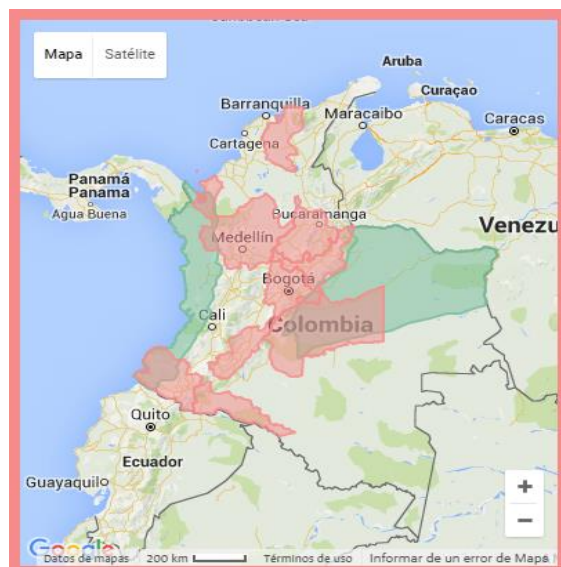 Mapa Satélite
Aruba
Curaçao
Barranquilla
Maracaibo
Caracas
Cartagena
Panamá
Panama
Agua Buena
Bucaramanga
Venezu
Medellín
Bogotá
Cali
Colombia
Quito
Ecuador
Guayaquil
+
−
Google
Datos de mapas 200 km Términos de uso Informar de un error de Maps